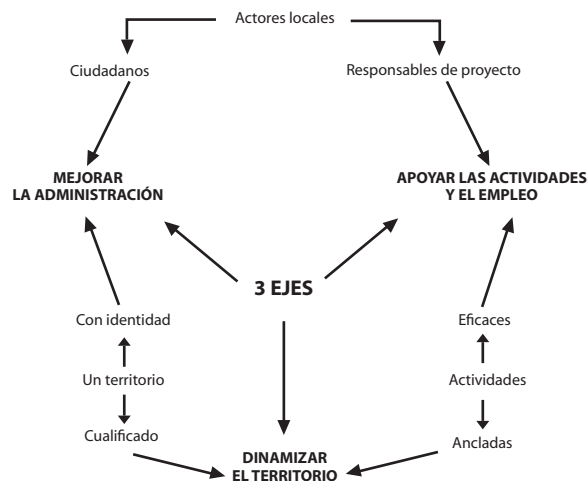 Actores locales
Ciudadanos
Responsables de proyecto
MEJORAR
LA ADMINISTRACIÓN
APOYAR LAS ACTIVIDADES
Y EL EMPLEO
3 EJES
Con identidad
Eficaces
Un territorio
Actividades
Cualificado
Ancladas
DINAMIZAR
EL TERRITORIO